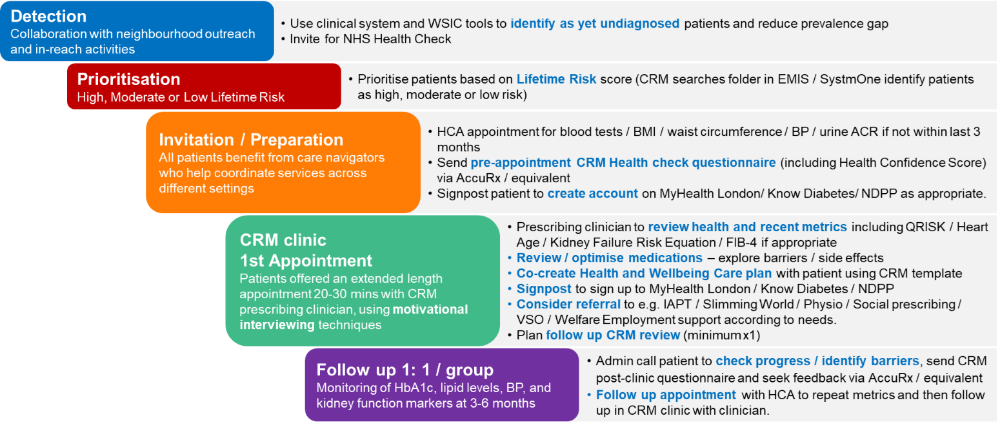 Detection
Collaboration with neighbourhood outreach
and in-reach activities
• Use clinical system and WSIC tools to identify as yet undiagnosed patients and reduce prevalence gap
• Invite for NHS Health Check
Prioritisation
High, Moderate or Low Lifetime Risk
• Prioritise patients based on Lifetime Risk score (CRM searches folder in EMIS / SystmOne identify patients
as high, moderate or low risk)
Invitation / Preparation
All patients benefit from care navigators
who help coordinate services across
different settings
• HCA appointment for blood tests / BMI / waist circumference / BP / urine ACR if not within last 3
months
• Send pre-appointment CRM Health check questionnaire (including Health Confidence Score)
via AccuRx / equivalent
• Signpost patient to create account on MyHealth London/ Know Diabetes/ NDPP as appropriate.
CRM clinic
1st Appointment
Patients offered an extended length
appointment 20-30 mins with CRM
prescribing clinician, using motivational
interviewing techniques
• Prescribing clinician to review health and recent metrics including QRISK / Heart
Age / Kidney Failure Risk Equation / FIB-4 if appropriate
• Review / optimise medications – explore barriers / side effects
• Co-create Health and Wellbeing Care plan with patient using CRM template
• Signpost to sign up to MyHealth London / Know Diabetes / NDPP
• Consider referral to e.g. IAPT / Slimming World / Physio / Social prescribing /
VSO / Welfare Employment support according to needs.
• Plan follow up CRM review (minimum x1)
Follow up 1: 1 / group
Monitoring of HbA1c, lipid levels, BP, and
kidney function markers at 3-6 months
• Admin call patient to check progress / identify barriers, send CRM
post-clinic questionnaire and seek feedback via AccuRx / equivalent
• Follow up appointment with HCA to repeat metrics and then follow
up in CRM clinic with clinician.